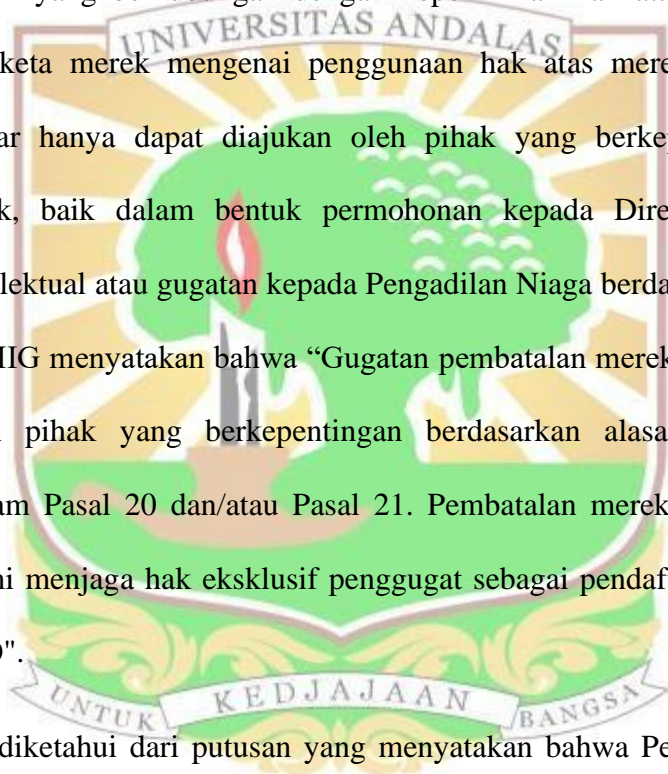 UNIVERSITAS ANDALAS
keta merek mengenai penggunaan hak atas mere
ar hanya dapat diajukan oleh pihak yang berkep
k, baik dalam bentuk permohonan kepada Dire
lektual atau gugatan kepada Pengadilan Niaga berda
IIG menyatakan bahwa “Gugatan pembatalan merek
pihak yang berkepentingan berdasarkan alasa
am Pasal 20 dan/atau Pasal 21. Pembatalan merek
ni menjaga hak eksklusif penggugat sebagai pendaf
".
UNTUK KEDJAJAAN BANGSA
diketahui dari putusan yang menyatakan bahwa Pe